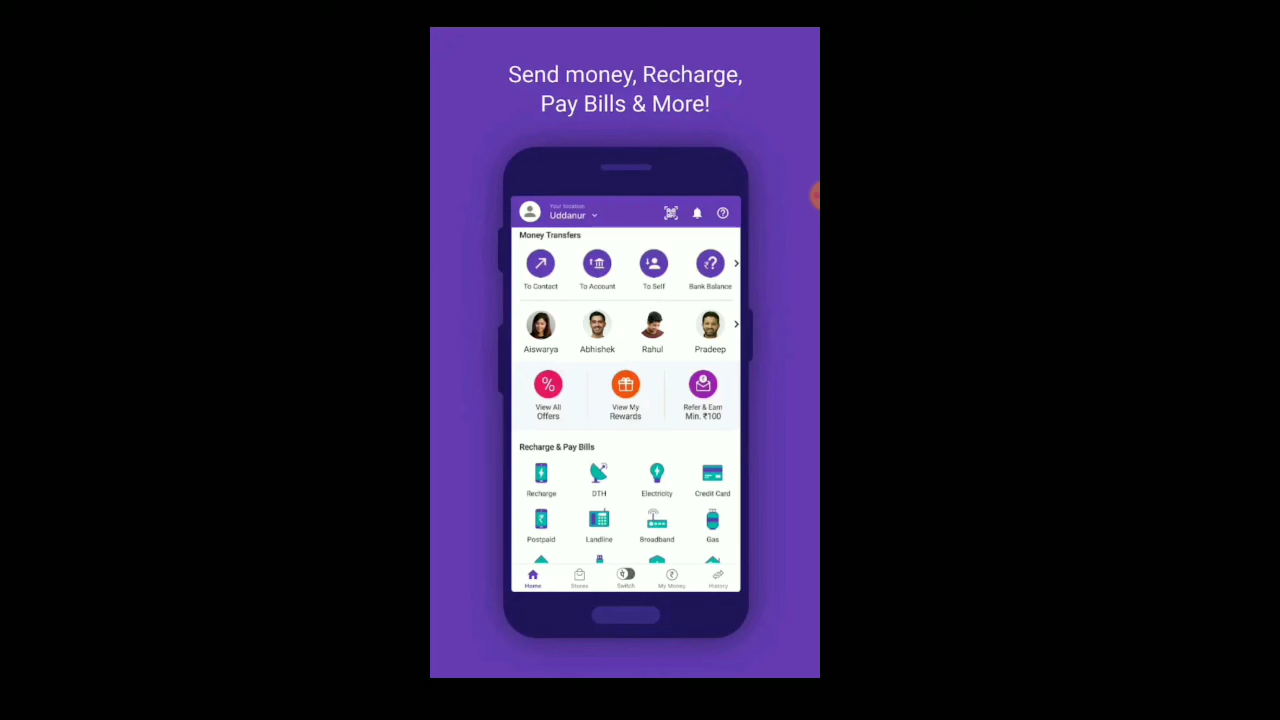 Send money, Recharge,
Pay Bills & More!
Your location
Uddanur
Money Transfers
To Contact To Account To Self Bank Balance
Aiswarya Abhishek Rahul Pradeep
View All View My Refer & Earn
Offers Rewards Min. ₹100
Recharge & Pay Bills
Recharge DTH Electricity Credit Card
Postpaid Landline Broadband Gas
Home Stores Switch My Money History